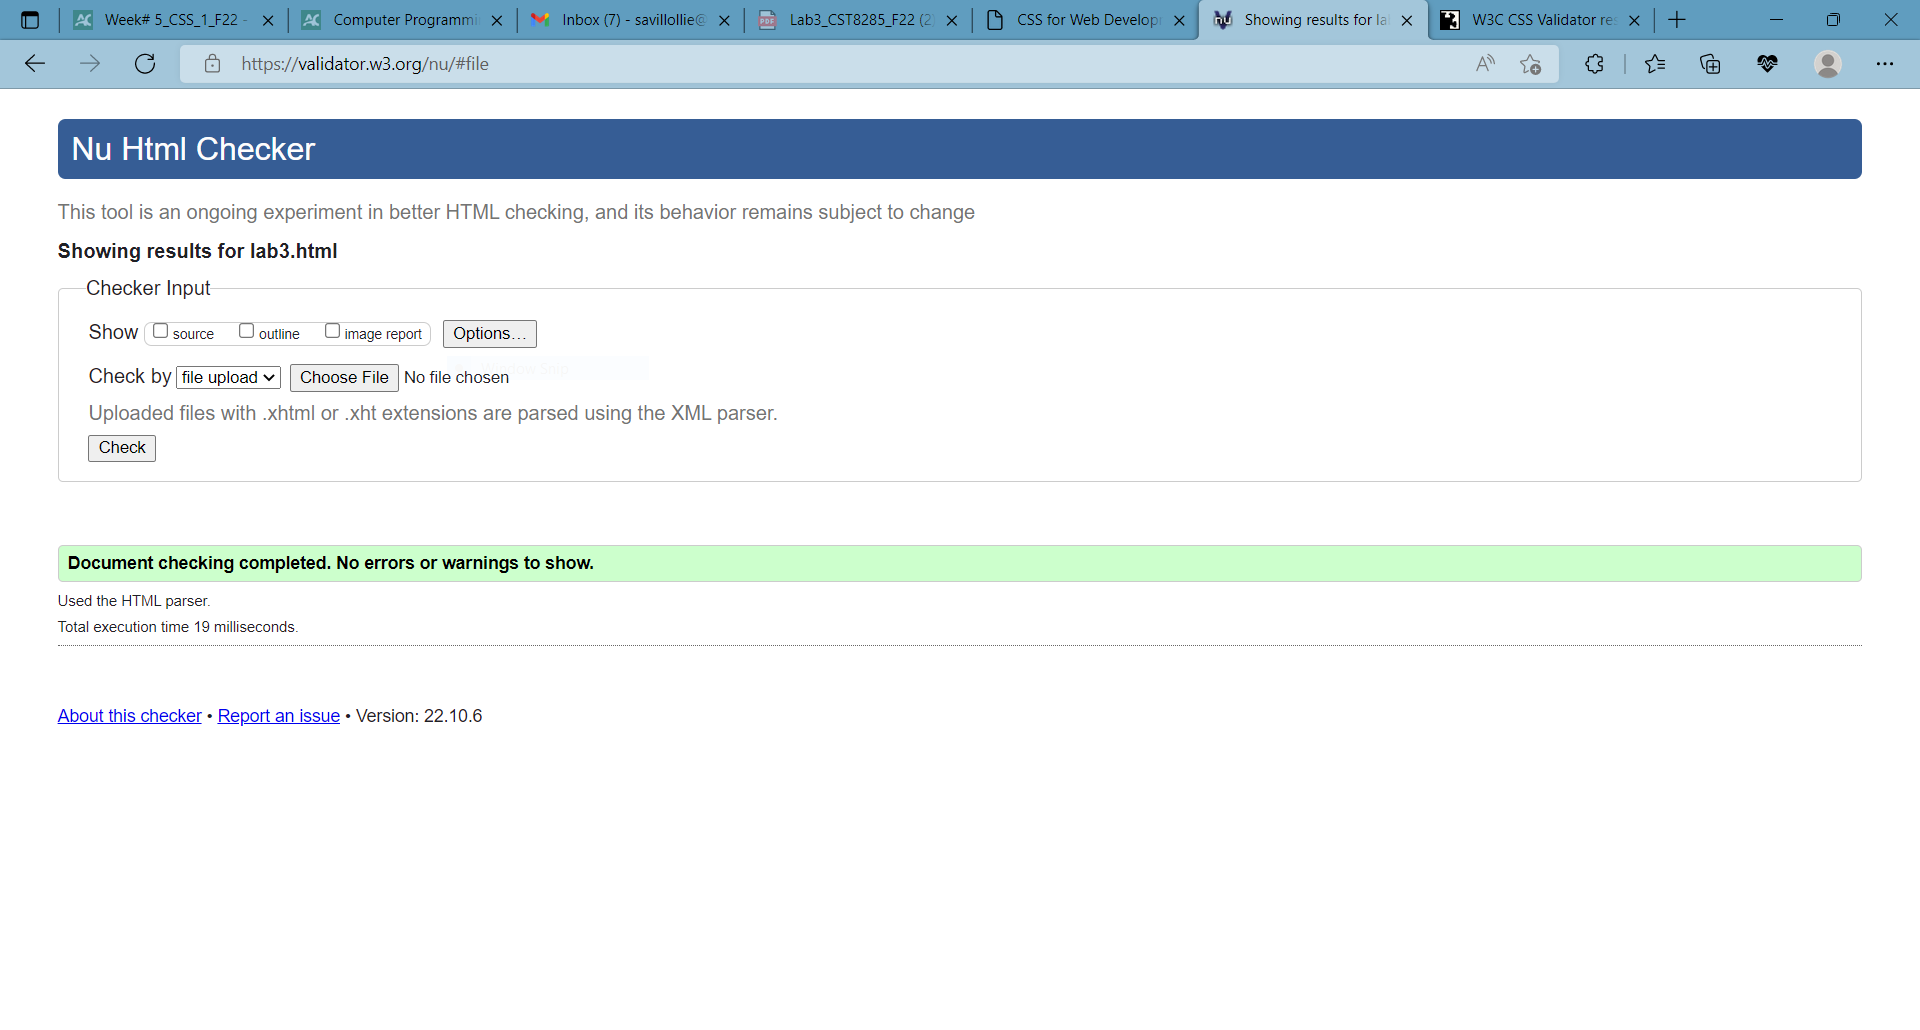 Week# 5_CSS_1_F22 -
Computer Programmi
Inbox (7) - savillollie@
Lab3_CST8285_F22 (2
CSS for Web Develop
Showing results for la
W3C CSS Validator re
https://validator.w3.org/nu/#file
Nu Html Checker
This tool is an ongoing experiment in better HTML checking, and its behavior remains subject to change
Showing results for lab3.html
Checker Input
Show source outline image report Options...
Check by file upload Choose File No file chosen
Uploaded files with .xhtml or .xht extensions are parsed using the XML parser.
Check
Document checking completed. No errors or warnings to show.
Used the HTML parser.
Total execution time 19 milliseconds.
About this checker • Report an issue • Version: 22.10.6